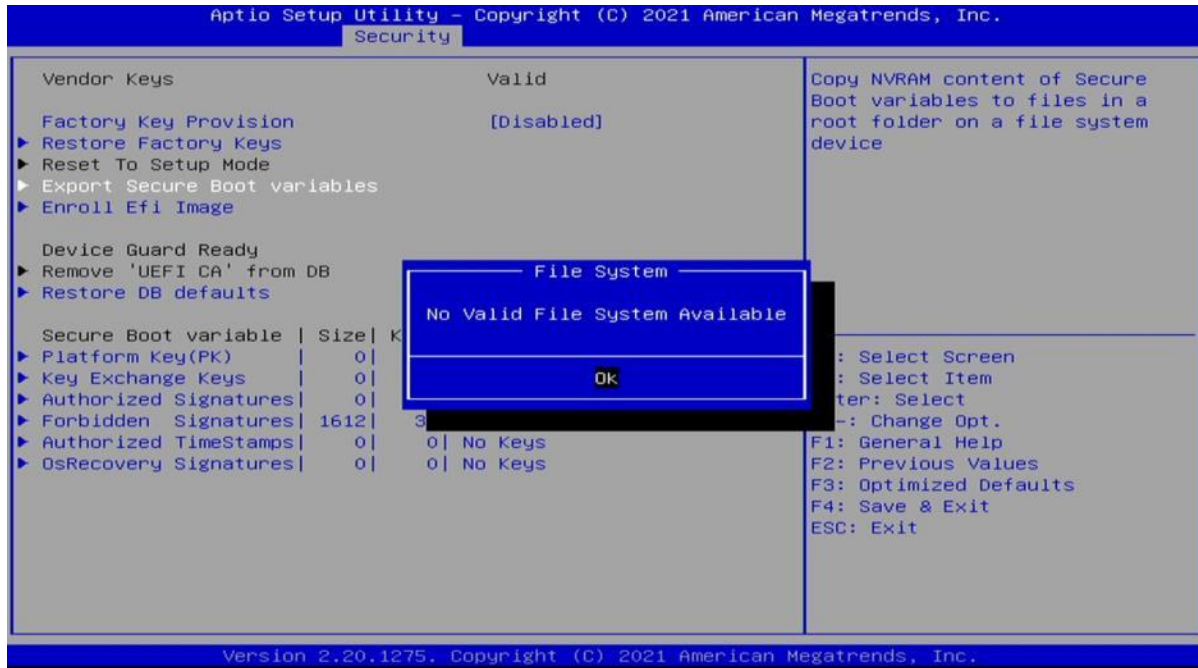 Aptio Setup Utility – Copyright (C) 2021 American Megatrends, Inc.
Security
Vendor Keys Valid
Factory Key Provision [Disabled]
Restore Factory Keys
Reset To Setup Mode
Export Secure Boot variables
Enroll Efi Image
Device Guard Ready
Remove 'UEFI CA' from DB
Restore DB defaults
Secure Boot variable | Size| K
Platform Key(PK) | 0|
Key Exchange Keys | 0|
Authorized Signatures| 0|
Forbidden Signatures| 1612| 3
Authorized TimeStamps| 0| 0| No Keys
OsRecovery Signatures| 0| 0| No Keys
File System
No Valid File System Available
Ok
Copy NVRAM content of Secure
Boot variables to files in a
root folder on a file system
device
: Select Screen
: Select Item
ter: Select
-: Change Opt.
F1: General Help
F2: Previous Values
F3: Optimized Defaults
F4: Save & Exit
ESC: Exit
Version 2.20.1275. Copyright (C) 2021 American Megatrends, Inc.